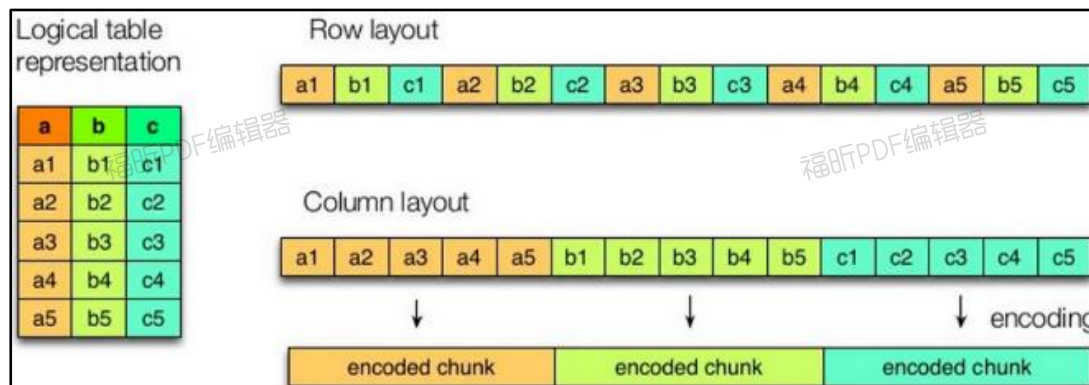 Logical table
representation
a b c
a1 b1 c1
a2 b2 c2
a3 b3 c3
a4 b4 c4
a5 b5 c5
Row layout
a1 b1 c1 a2 b2 c2 a3 b3 c3 a4 b4 c4 a5 b5 c5
Column layout
a1 a2 a3 a4 a5 b1 b2 b3 b4 b5 c1 c2 c3 c4 c5
encoding
encoded chunk encoded chunk encoded chunk
福昕PDF编辑器
福昕PDF编辑器